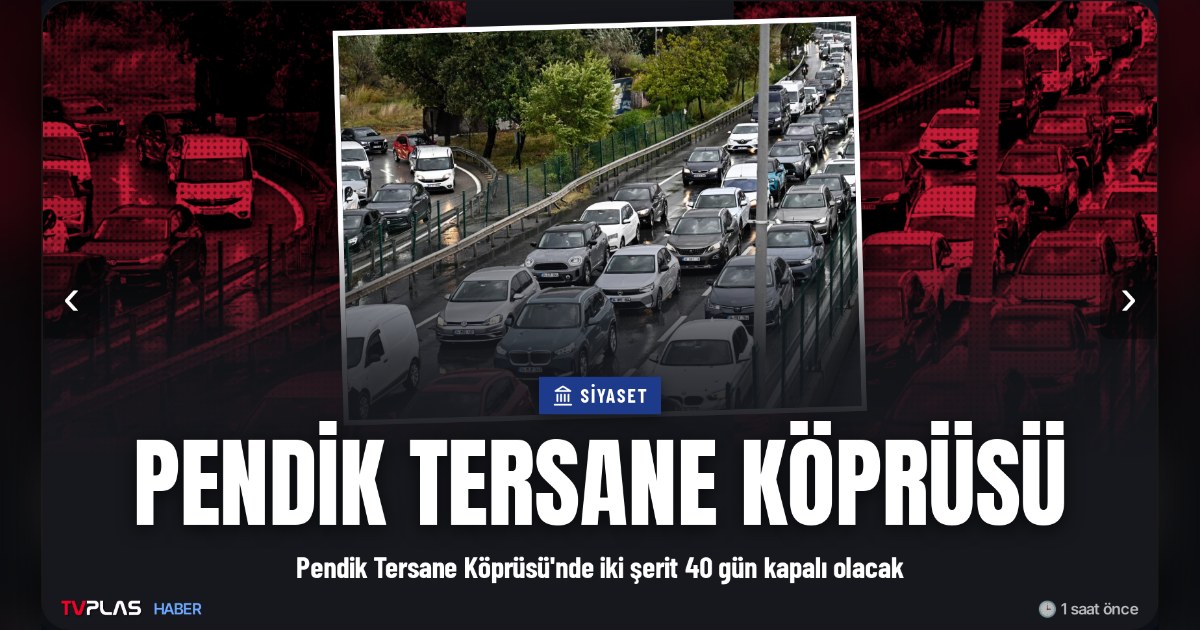 SİYASET
PENDİK TERSANE KÖPRÜSÜ
Pendik Tersane Köprüsü'nde iki şerit 40 gün kapalı olacak
TVPLAS HABER
1 saat önce